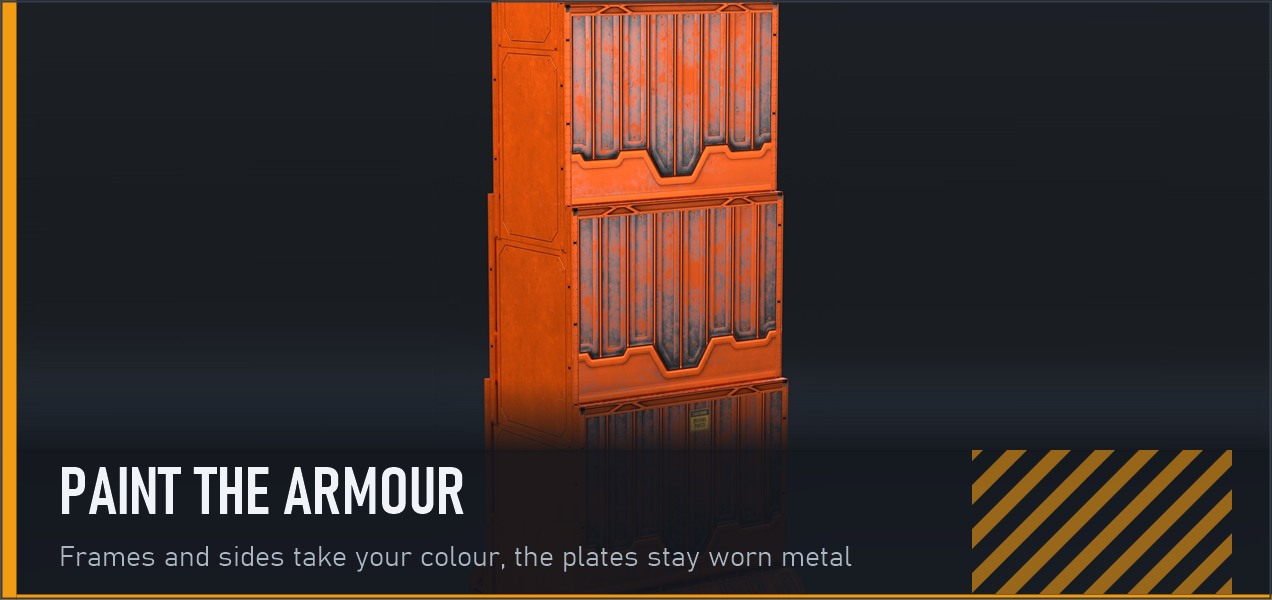 PAINT THE ARMOUR
Frames and sides take your colour, the plates stay worn metal